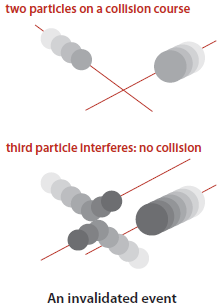 two particles on a collision course
third particle interferes: no collision
An invalidated event